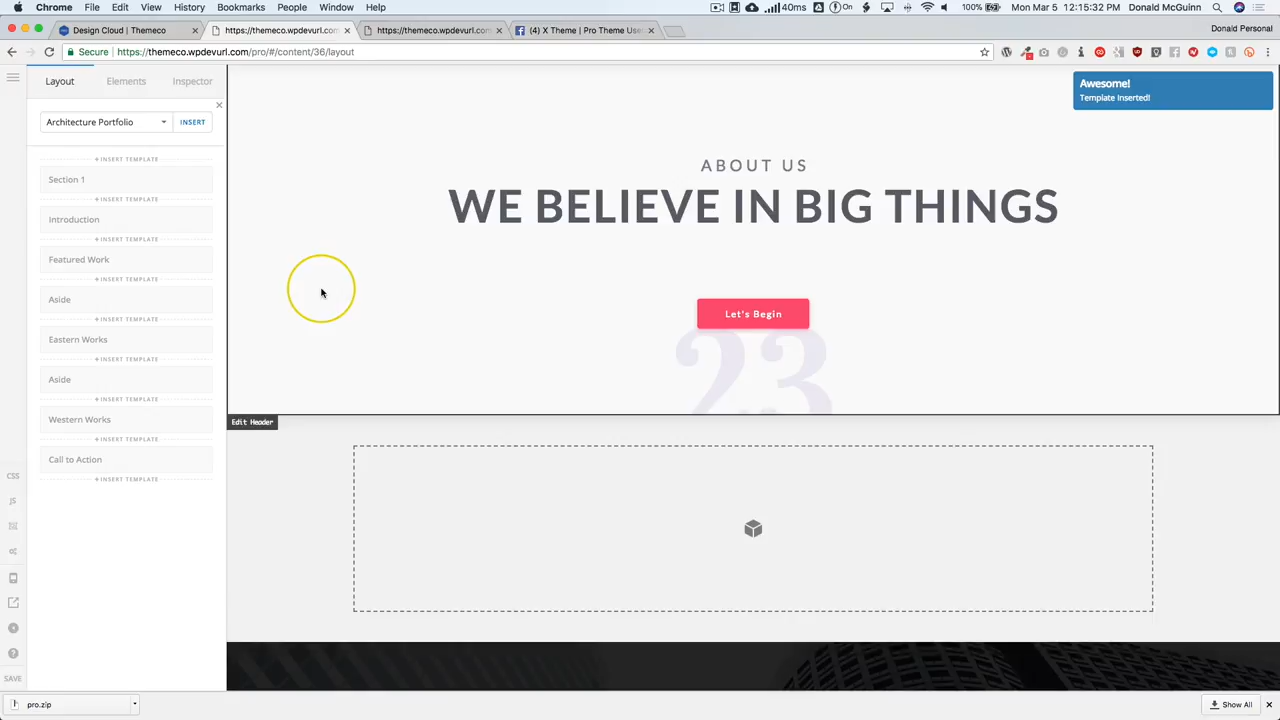 Chrome File Edit View History Bookmarks People Window Help 40ms On 100% Mon Mar 5 12:15:32 Donald McGuinn
Design Cloud | Themeco https://themeco.wpdevurl.com/ https://themeco.wpdevurl.com/ (4) X Theme | Pro Theme Use Donald Personal
Secure https://themeco.wpdevurl.com/pro/#/content/36/layout
Layout Elements Inspector
Awesome!
Template Inserted!
Architecture Portfolio INSERT
+ INSERT TEMPLATE
Section 1
+ INSERT TEMPLATE
Introduction
+ INSERT TEMPLATE
Featured Work
+ INSERT TEMPLATE
Aside
+ INSERT TEMPLATE
Eastern Works
+ INSERT TEMPLATE
Aside
+ INSERT TEMPLATE
Western Works
+ INSERT TEMPLATE
Call to Action
+ INSERT TEMPLATE
CSS
JS
SAVE
ABOUT US
WE BELIEVE IN BIG THINGS
Let's Begin
23
Edit Header
pro.zip
Show All